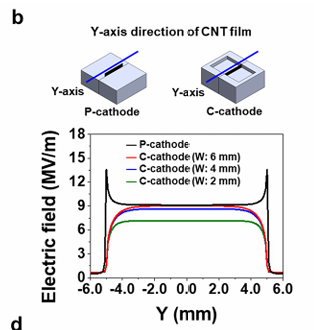 b
Y-axis direction of CNT film
Y-axis
Y-axis
P-cathode
C-cathode
Electric field (MV/m)
18
15
12
9
6
3
0
P-cathode
C-cathode (W: 6 mm)
C-cathode (W: 4 mm)
C-cathode (W: 2 mm)
-6.0 -4.0 -2.0 0.0 2.0 4.0 6.0
Y (mm)
d